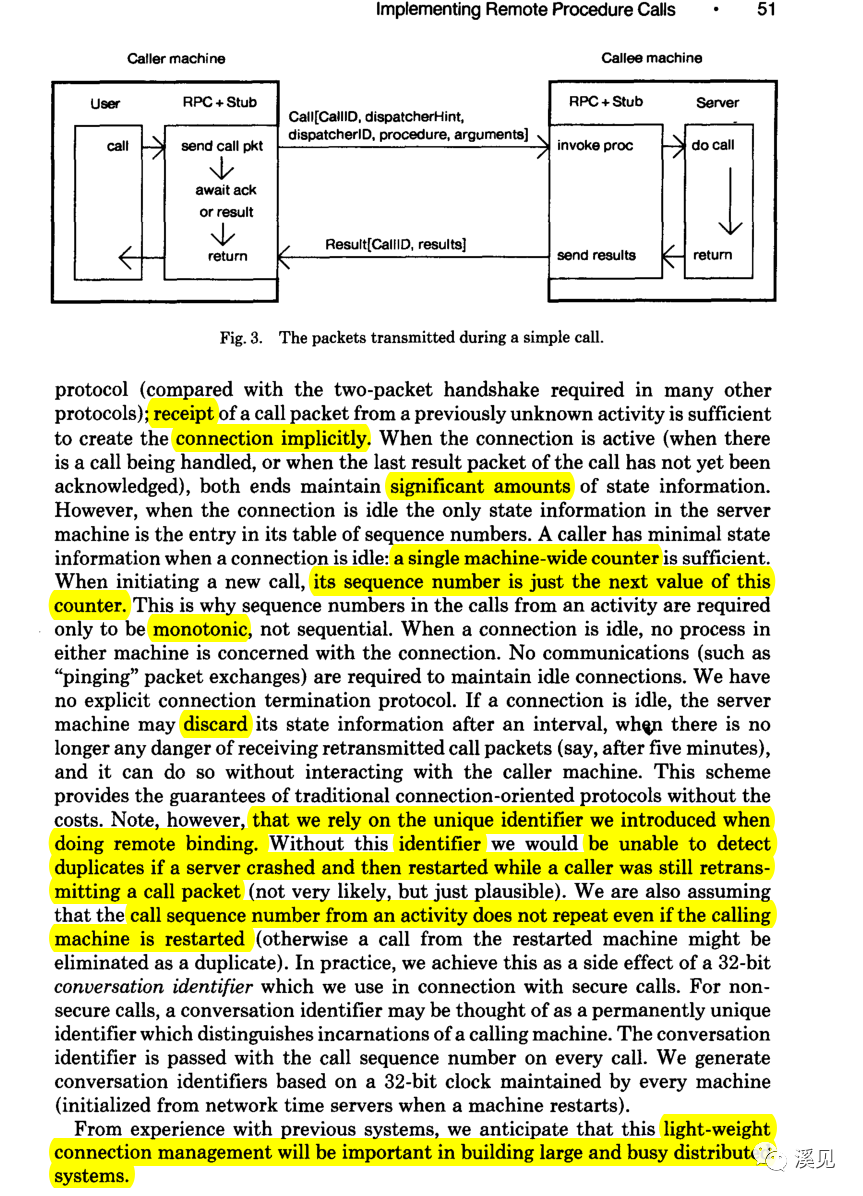 Implementing Remote Procedure Calls • 51
Caller machine
Callee machine
User
RPC + Stub
RPC + Stub
Server
Call[CallID, dispatcherHint,
dispatcherID, procedure, arguments]
call
send call pkt
invoke proc
do call
await ack
or result
Result[CallID, results]
return
send results
return
Fig. 3. The packets transmitted during a simple call.
protocol (compared with the two-packet handshake required in many other
protocols); receipt of a call packet from a previously unknown activity is sufficient
to create the connection implicitly. When the connection is active (when there
is a call being handled, or when the last result packet of the call has not yet been
acknowledged), both ends maintain significant amounts of state information.
However, when the connection is idle the only state information in the server
machine is the entry in its table of sequence numbers. A caller has minimal state
information when a connection is idle: a single machine-wide counter is sufficient.
When initiating a new call, its sequence number is just the next value of this
counter. This is why sequence numbers in the calls from an activity are required
only to be monotonic, not sequential. When a connection is idle, no process in
either machine is concerned with the connection. No communications (such as
“pinging” packet exchanges) are required to maintain idle connections. We have
no explicit connection termination protocol. If a connection is idle, the server
machine may discard its state information after an interval, when there is no
longer any danger of receiving retransmitted call packets (say, after five minutes),
and it can do so without interacting with the caller machine. This scheme
provides the guarantees of traditional connection-oriented protocols without the
costs. Note, however, that we rely on the unique identifier we introduced when
doing remote binding. Without this identifier we would be unable to detect
duplicates if a server crashed and then restarted while a caller was still retrans-
mitting a call packet (not very likely, but just plausible). We are also assuming
that the call sequence number from an activity does not repeat even if the calling
machine is restarted (otherwise a call from the restarted machine might be
eliminated as a duplicate). In practice, we achieve this as a side effect of a 32-bit
conversation identifier which we use in connection with secure calls. For non-
secure calls, a conversation identifier may be thought of as a permanently unique
identifier which distinguishes incarnations of a calling machine. The conversation
identifier is passed with the call sequence number on every call. We generate
conversation identifiers based on a 32-bit clock maintained by every machine
(initialized from network time servers when a machine restarts).
From experience with previous systems, we anticipate that this light-weight
connection management will be important in building large and busy distributed
systems.
溪见